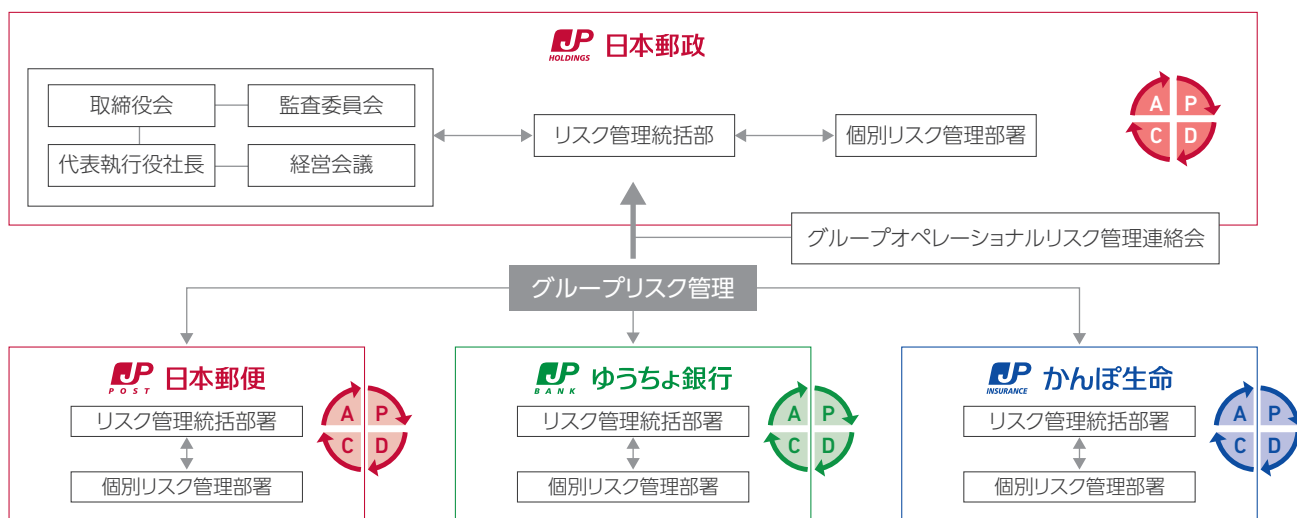 JP HOLDINGS 日本郵政
取締役会
監査委員会
代表執行役社長
経営会議
リスク管理統括部
個別リスク管理部署
A P
C D
グループオペレーショナルリスク管理連絡会
グループリスク管理
JP POST 日本郵便
リスク管理統括部署
個別リスク管理部署
A P
C D
JP BANK ゆうちょ銀行
リスク管理統括部署
個別リスク管理部署
A P
C D
JP INSURANCE かんぽ生命
リスク管理統括部署
個別リスク管理部署
A P
C D